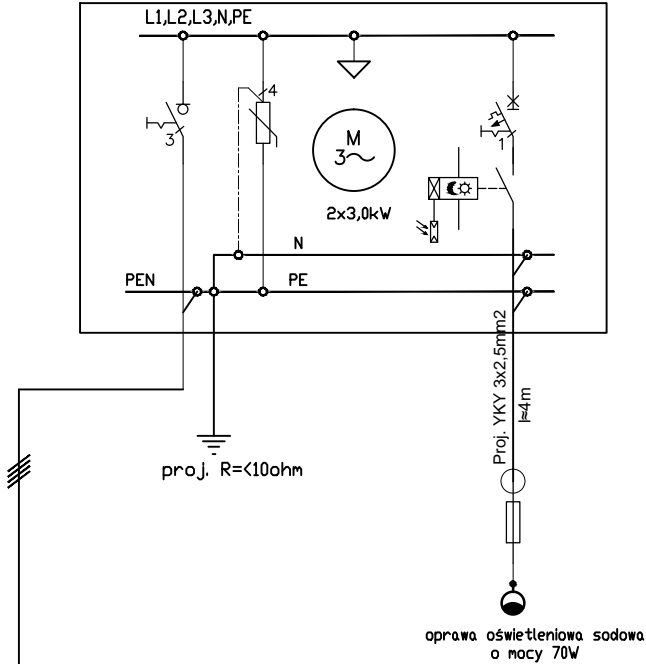 L1,L2,L3,N,PE
3
4
M
3~
2x3,0kW
1
N
PEN
PE
Proj. YKY 3x2,5mm2
l≈4m
proj. R=<10ohm
oprawa oświetleniowa sodowa
o mocy 70W